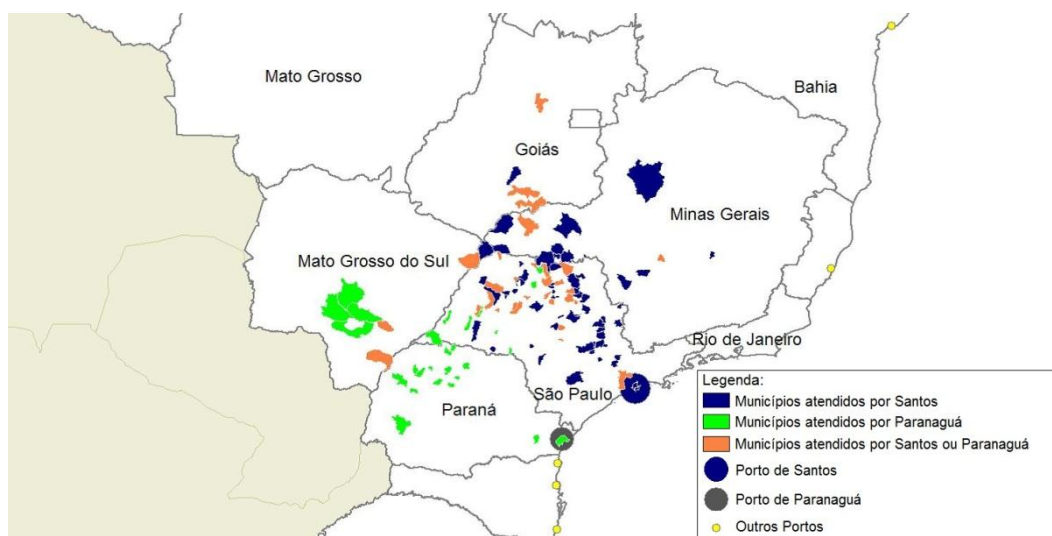 Mato Grosso
Bahia
Goiás
Minas Gerais
Mato Grosso do Sul
Rio de Janeiro
São Paulo
Paraná
Legenda:
Municípios atendidos por Santos
Municípios atendidos por Paranaguá
Municípios atendidos por Santos ou Paranaguá
Porto de Santos
Porto de Paranaguá
Outros Portos